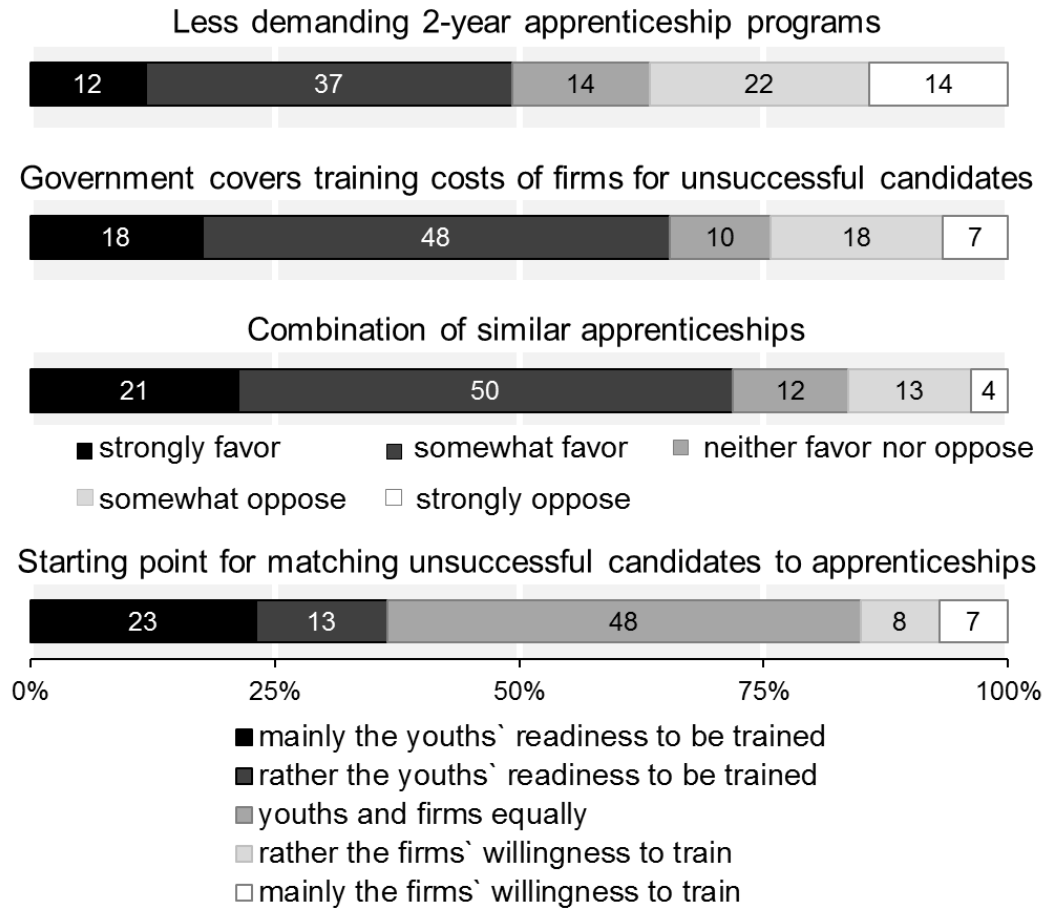 Less demanding 2-year apprenticeship programs
12 37 14 22 14
Government covers training costs of firms for unsuccessful candidates
18 48 10 18 7
Combination of similar apprenticeships
21 50 12 13 4
strongly favor somewhat favor neither favor nor oppose
somewhat oppose strongly oppose
Starting point for matching unsuccessful candidates to apprenticeships
23 13 48 8 7
0% 25% 50% 75% 100%
mainly the youths` readiness to be trained
rather the youths` readiness to be trained
youths and firms equally
rather the firms` willingness to train
mainly the firms` willingness to train